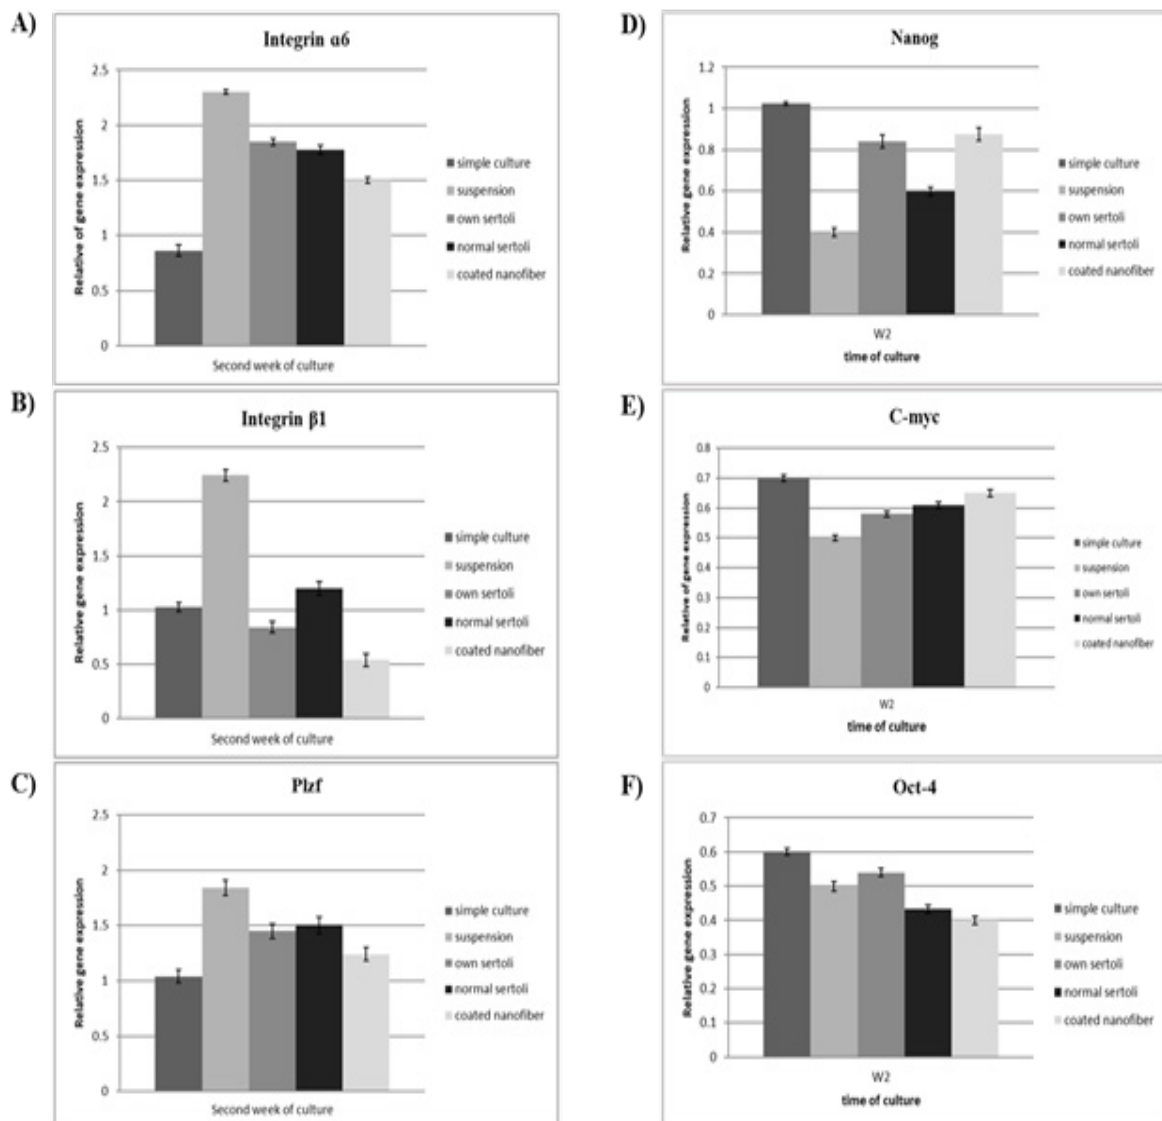 A)
Integrin α6
Relative of gene expression
2.5
2
1.5
1
0.5
0
Second week of culture
simple culture
suspension
own sertoli
normal sertoli
coated nanofiber
B)
Integrin β1
Relative gene expression
2.5
2
1.5
1
0.5
0
Second week of culture
simple culture
suspension
own sertoli
normal sertoli
coated nanofiber
C)
Plzf
Relative gene expression
2.5
2
1.5
1
0.5
0
Second week of culture
simple culture
suspension
own sertoli
normal sertoli
coated nanofiber
D)
Nanog
Relative gene expression
1.2
1
0.8
0.6
0.4
0.2
0
W2
time of culture
simple culture
suspension
own sertoli
normal sertoli
coated nanofiber
E)
C-myc
Relative of gene expression
0.8
0.7
0.6
0.5
0.4
0.3
0.2
0.1
0
W2
time of culture
simple culture
suspension
own sertoli
normal sertoli
coated nanofiber
F)
Oct-4
Relative gene expression
0.7
0.6
0.5
0.4
0.3
0.2
0.1
0
W2
time of culture
simple culture
suspension
own sertoli
normal sertoli
coated nanofiber